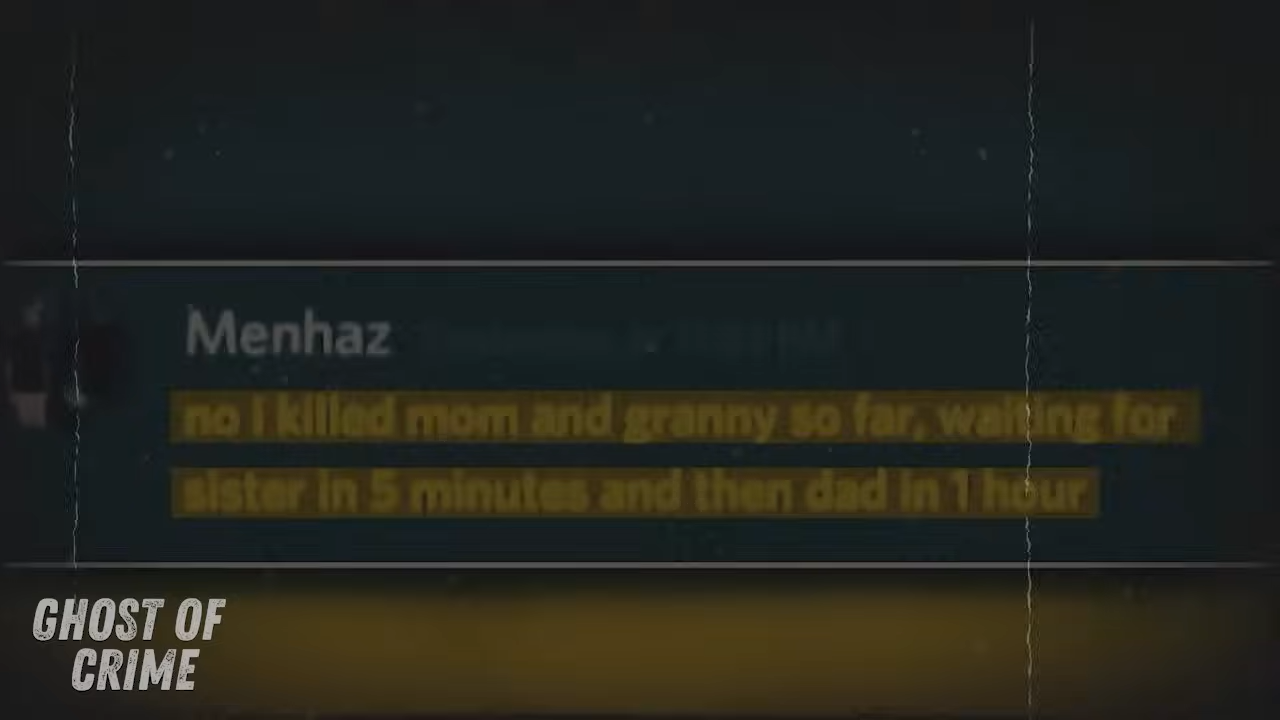 Menhaz
no I killed mom and granny so far, waiting for
sister in 5 minutes and then dad in 1 hour
GHOST OF
CRIME